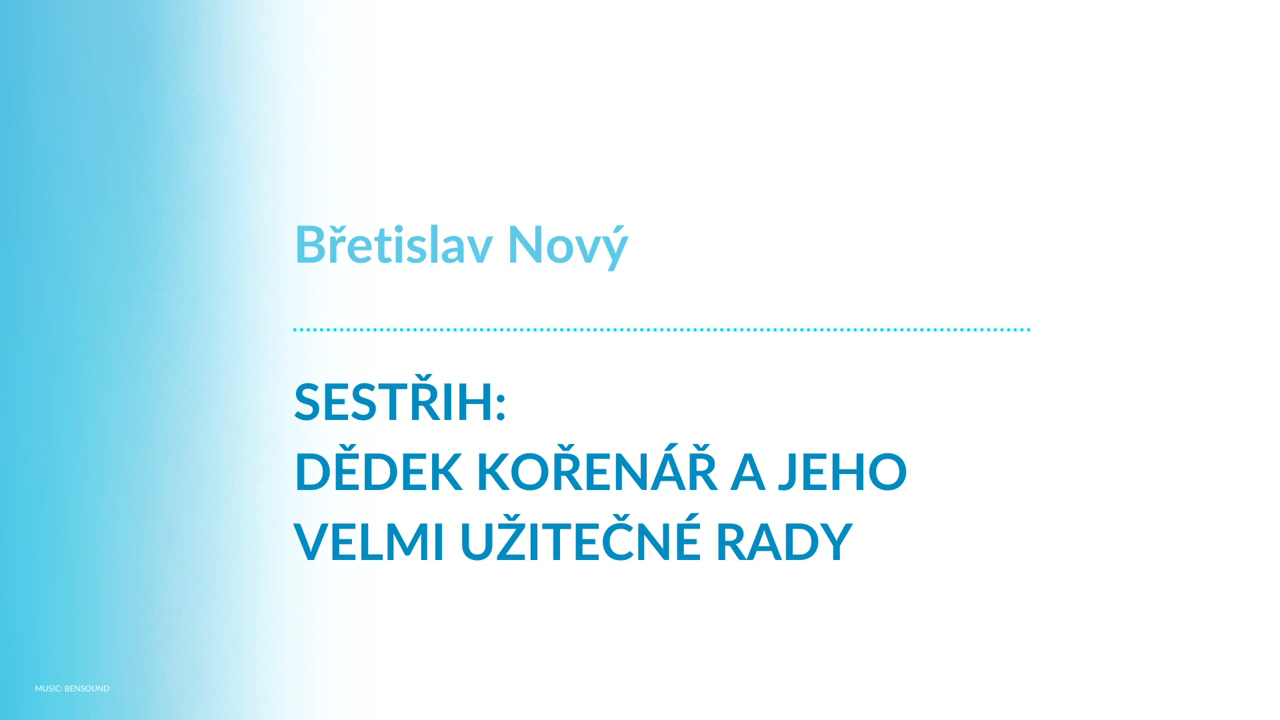 Břetislav Nový
SESTŘIH:
DĚDEK KOŘENÁŘ A JEHO
VELMI UŽITEČNÉ RADY
MUSIC: BENSOUND